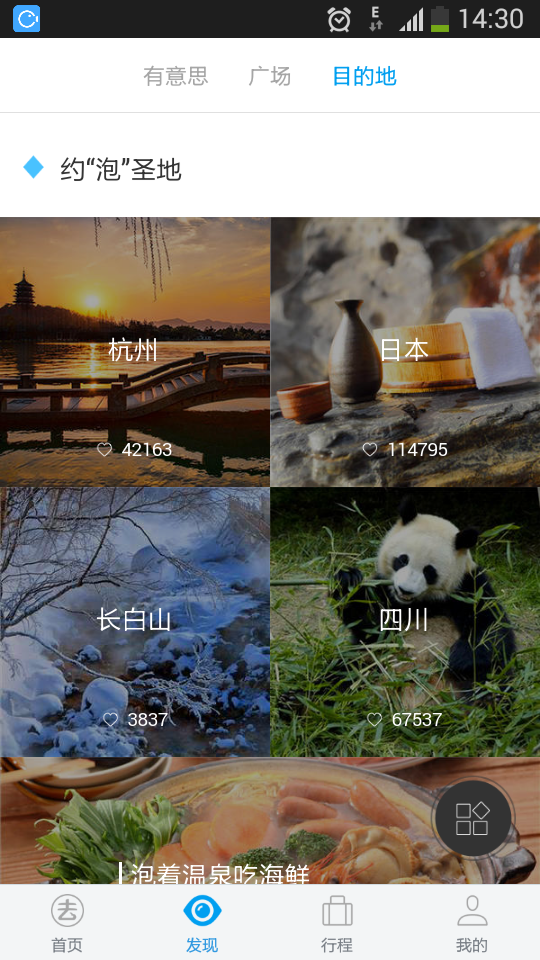 E
14:30
有意思 广场 目的地
约“泡”圣地
杭州
42163
日本
114795
长白山
3837
四川
67537
泡着温泉吃海鲜
去
首页 发现 行程 我的